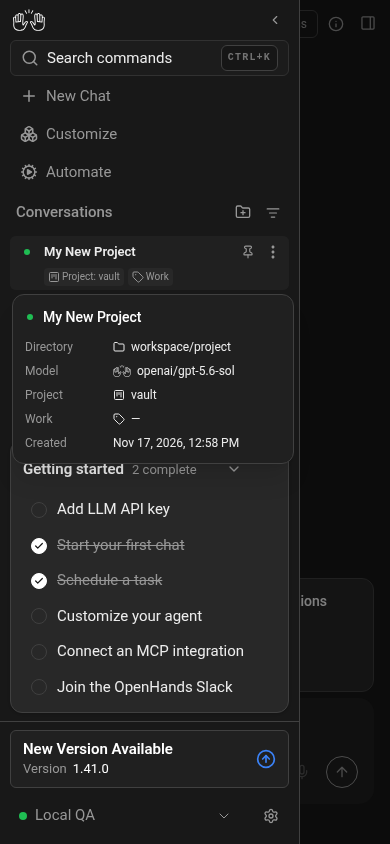 s
Search commands CTRL+K
New Chat
Customize
Automate
Conversations
My New Project
Project: vault Work
My New Project
Directory workspace/project
Model openai/gpt-5.6-sol
Project vault
Work —
Created Nov 17, 2026, 12:58 PM
Getting started 2 complete
Add LLM API key
Start your first chat
Schedule a task
Customize your agent
ions
Connect an MCP integration
Join the OpenHands Slack
New Version Available
Version 1.41.0
Local QA